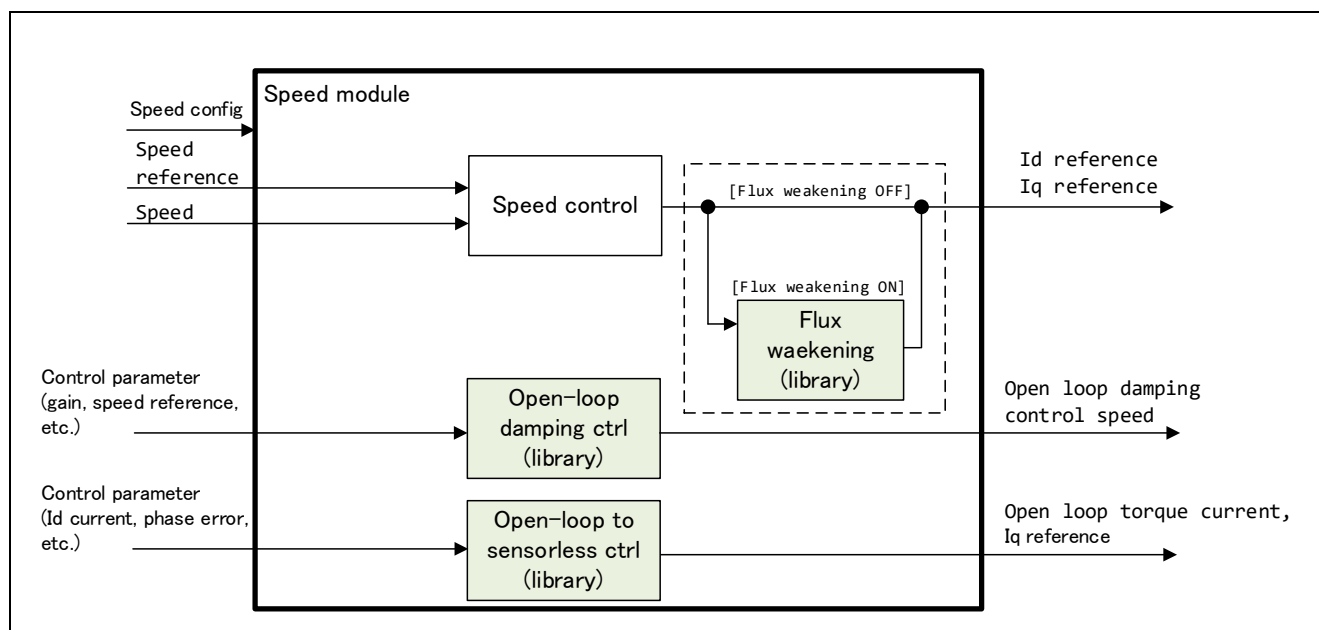 Speed module
Speed config
Speed
reference
Speed
Speed control
[Flux weakening OFF]
Id reference
Iq reference
[Flux weakening ON]
Flux
waekening
(library)
Control parameter
(gain, speed reference,
etc.)
Open-loop
damping ctrl
(library)
Open loop damping
control speed
Control parameter
(Id current, phase error,
etc.)
Open-loop to
sensorless ctrl
(library)
Open loop torque current,
Iq reference